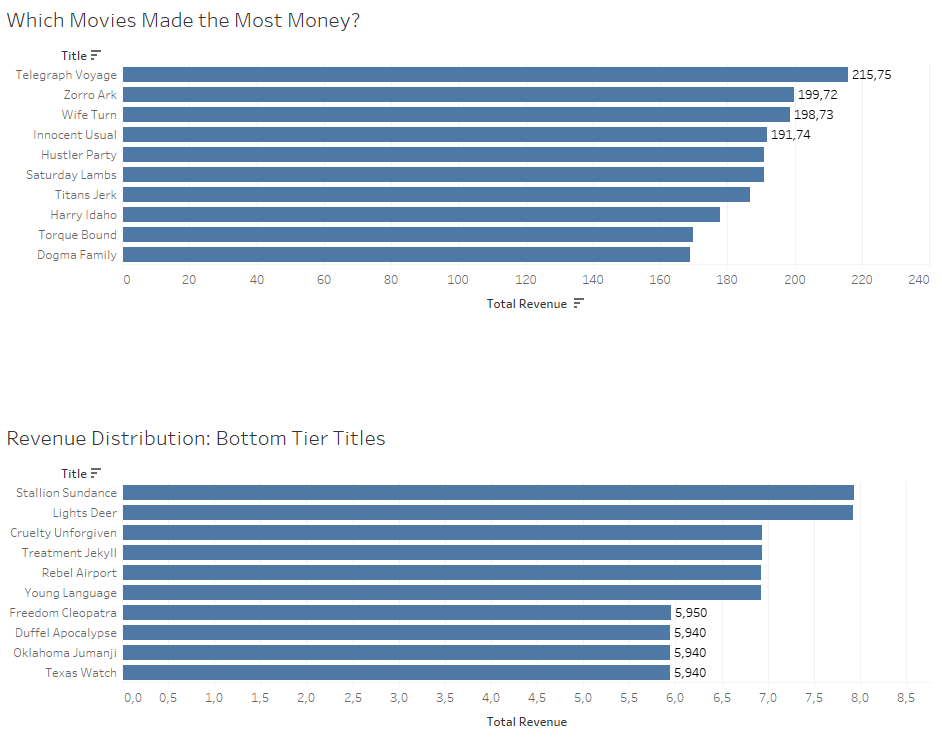 Which Movies Made the Most Money?
Title
Telegraph Voyage 215,75
Zorro Ark 199,72
Wife Turn 198,73
Innocent Usual 191,74
Hustler Party
Saturday Lambs
Titans Jerk
Harry Idaho
Torque Bound
Dogma Family
0 20 40 60 80 100 120 140 160 180 200 220 240
Total Revenue
Revenue Distribution: Bottom Tier Titles
Title
Stallion Sundance
Lights Deer
Cruelty Unforgiven
Treatment Jekyll
Rebel Airport
Young Language
Freedom Cleopatra 5,950
Duffel Apocalypse 5,940
Oklahoma Jumanji 5,940
Texas Watch 5,940
0,0 0,5 1,0 1,5 2,0 2,5 3,0 3,5 4,0 4,5 5,0 5,5 6,0 6,5 7,0 7,5 8,0 8,5
Total Revenue